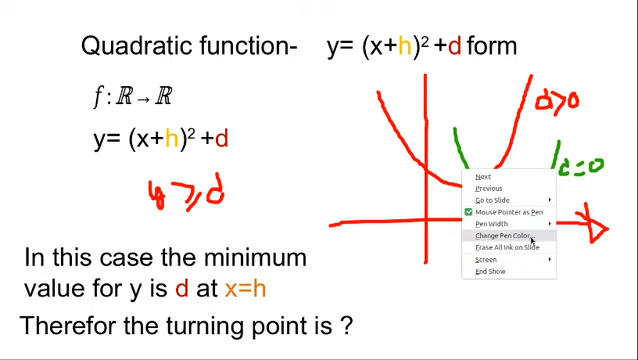 Quadratic function- y= (x+h)² +d form
f : ℝ → ℝ
y= (x+h)² +d
y ≥ d
d>0
d=0
Next
Previous
Go to Slide
Mouse Pointer as Pen
Pen Width
Change Pen Color...
Erase All Ink on Slide
Screen
End Show
In this case the minimum
value for y is d at x=h
Therefor the turning point is ?